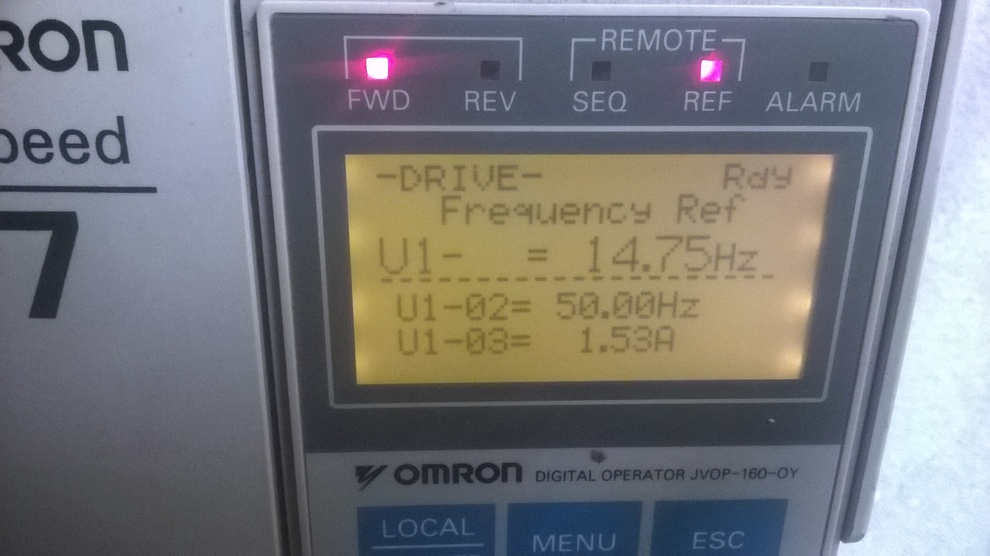 RON
peed
7
REMOTE
FWD REV SEQ REF ALARM
-DRIVE- Rdy
Frequency Ref
U1- = 14.75Hz
U1-02= 50.00Hz
U1-03= 1.53A
OMRON DIGITAL OPERATOR JVOP-160-OY
LOCAL MENU ESC